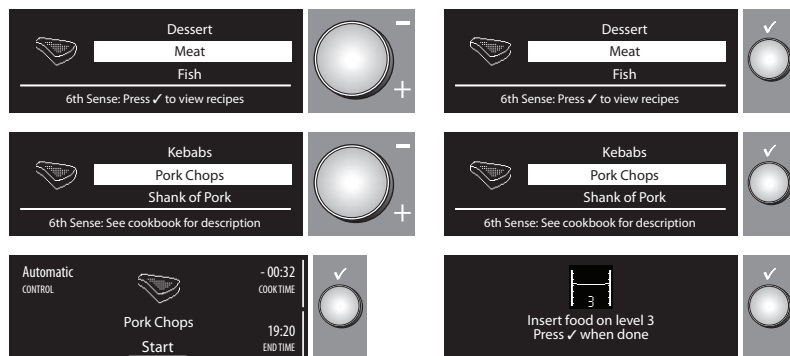 Dessert
Meat
Fish
6th Sense: Press ✓ to view recipes
- +
Dessert
Meat
Fish
6th Sense: Press ✓ to view recipes
✓
Kebabs
Pork Chops
Shank of Pork
6th Sense: See cookbook for description
- +
Kebabs
Pork Chops
Shank of Pork
6th Sense: See cookbook for description
✓
Automatic
CONTROL
- 00:32
COOK TIME
Pork Chops
Start
19:20
END TIME
✓
3
Insert food on level 3
Press ✓ when done
✓